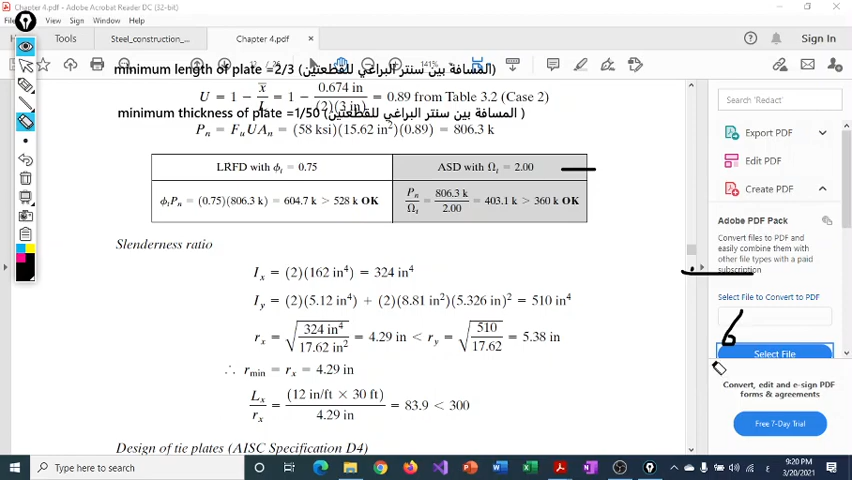 Chapter 4.pdf - Adobe Acrobat Reader DC (32-bit)
View Sign Window Help
Tools Steel_construction_... Chapter 4.pdf × Sign In
141%
minimum length of plate =2/3 (المسافة بين سنتر البراغي للقطعتين)
U = 1 − x̄/L = 1 − 0.674 in/(2)(3 in) = 0.89 from Table 3.2 (Case 2)
minimum thickness of plate =1/50 (المسافة بين سنتر البراغي للقطعتين )
Pn = FuUAn = (58 ksi)(15.62 in²)(0.89) = 806.3 k
LRFD with ϕt = 0.75 ASD with Ωt = 2.00
ϕtPn = (0.75)(806.3 k) = 604.7 k > 528 k OK Pn/Ωt = 806.3 k/2.00 = 403.1 k > 360 k OK
Slenderness ratio
Ix = (2)(162 in⁴) = 324 in⁴
Iy = (2)(5.12 in⁴) + (2)(8.81 in²)(5.326 in)² = 510 in⁴
rx = √(324 in⁴/17.62 in²) = 4.29 in < ry = √(510/17.62) = 5.38 in
∴ rmin = rx = 4.29 in
Lx/rx = (12 in/ft × 30 ft)/4.29 in = 83.9 < 300
Design of tie plates (AISC Specification D4)
Search 'Redact'
Export PDF
Edit PDF
Create PDF
Adobe PDF Pack
Convert files to PDF and
easily combine them with
other file types with a paid
subscription
Select File to Convert to PDF
6
Select File
Convert, edit and e-sign PDF
forms & agreements
Free 7-Day Trial
Type here to search
9:20 PM
3/20/2021